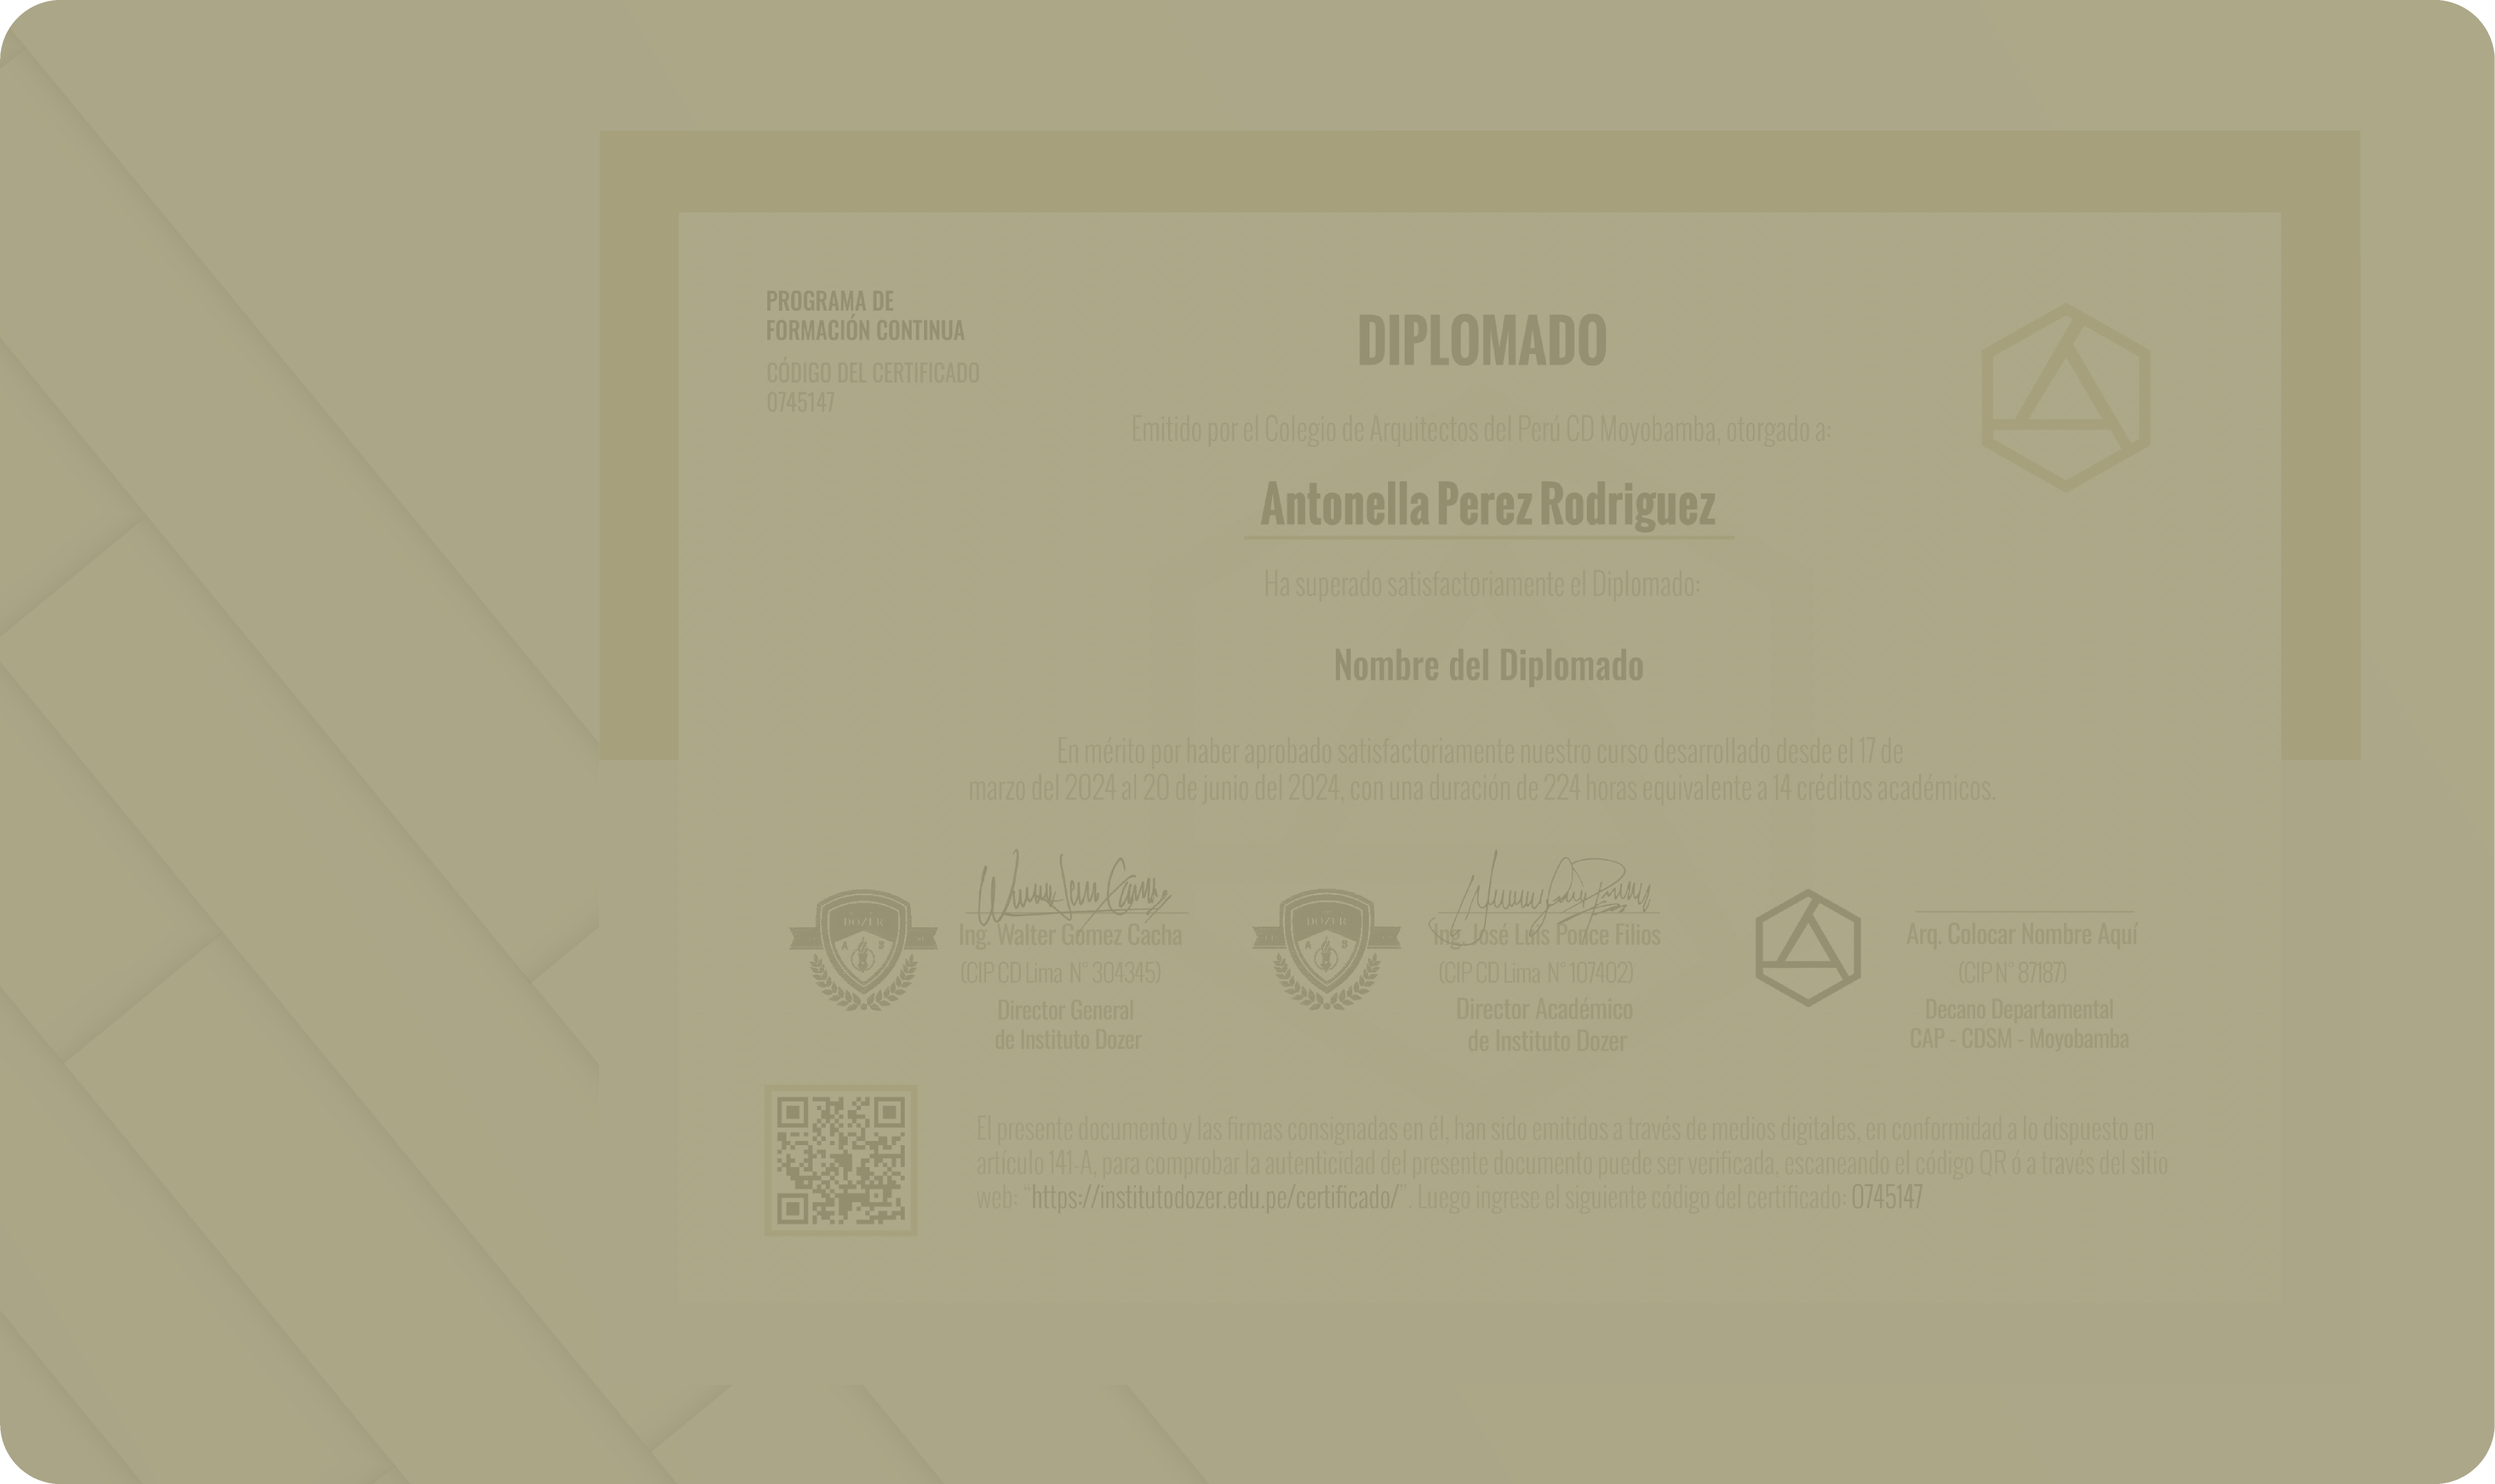 PROGRAMA DE
FORMACIÓN CONTINUA
CÓDIGO DEL CERTIFICADO
0745147
DIPLOMADO
Emitido por el Colegio de Arquitectos del Perú CD Moyobamba, otorgado a:
Antonella Perez Rodriguez
Ha superado satisfactoriamente el Diplomado:
Nombre del Diplomado
En mérito por haber aprobado satisfactoriamente nuestro curso desarrollado desde el 17 de
marzo del 2024 al 20 de junio del 2024, con una duración de 224 horas equivalente a 14 créditos académicos.
DOZER
A D
Ing. Walter Gómez Cacha
(CIP CD Lima N° 304345)
Director General
de Instituto Dozer
DOZER
A D
Ing. José Luis Ponce Filios
(CIP CD Lima N° 107402)
Director Académico
de Instituto Dozer
Arq. Colocar Nombre Aquí
(CIP N° 87187)
Decano Departamental
CAP - CDSM - Moyobamba
El presente documento y las firmas consignadas en él, han sido emitidos a través de medios digitales, en conformidad a lo dispuesto en
artículo 141-A, para comprobar la autenticidad del presente documento puede ser verificada, escaneando el código QR ó a través del sitio
web: “https://institutodozer.edu.pe/certificado/”. Luego ingrese el siguiente código del certificado: 0745147